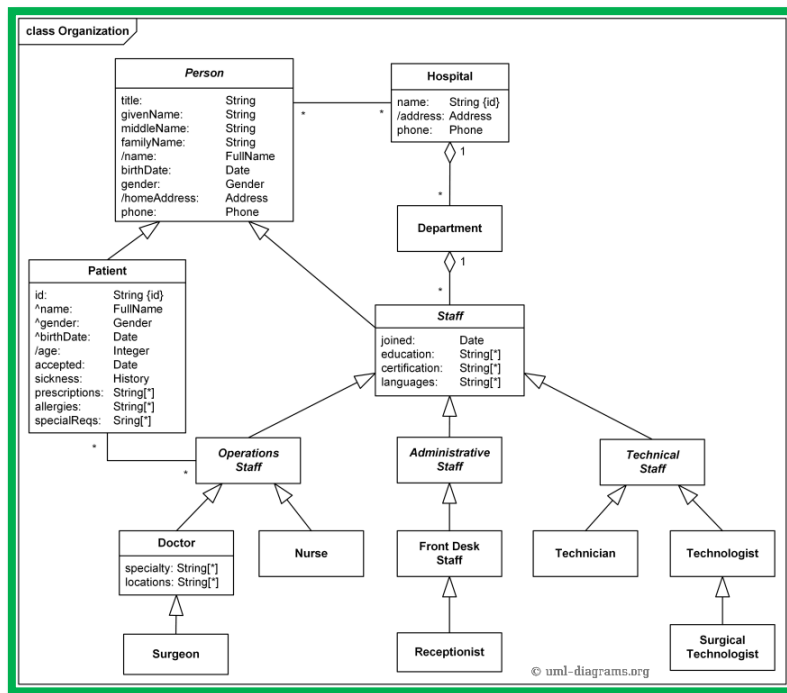 class Organization
Person
title: String
givenName: String
middleName: String
familyName: String
/name: FullName
birthDate: Date
gender: Gender
/homeAddress: Address
phone: Phone
Hospital
name: String {id}
/address: Address
phone: Phone
*
*
1
*
Department
1
*
Patient
id: String {id}
^name: FullName
^gender: Gender
^birthDate: Date
/age: Integer
accepted: Date
sickness: History
prescriptions: String[*]
allergies: String[*]
specialReqs: Sring[*]
Staff
joined: Date
education: String[*]
certification: String[*]
languages: String[*]
*
*
Operations
Staff
Administrative
Staff
Technical
Staff
Doctor
specialty: String[*]
locations: String[*]
Nurse
Front Desk
Staff
Technician
Technologist
Surgeon
Receptionist
Surgical
Technologist
© uml-diagrams.org